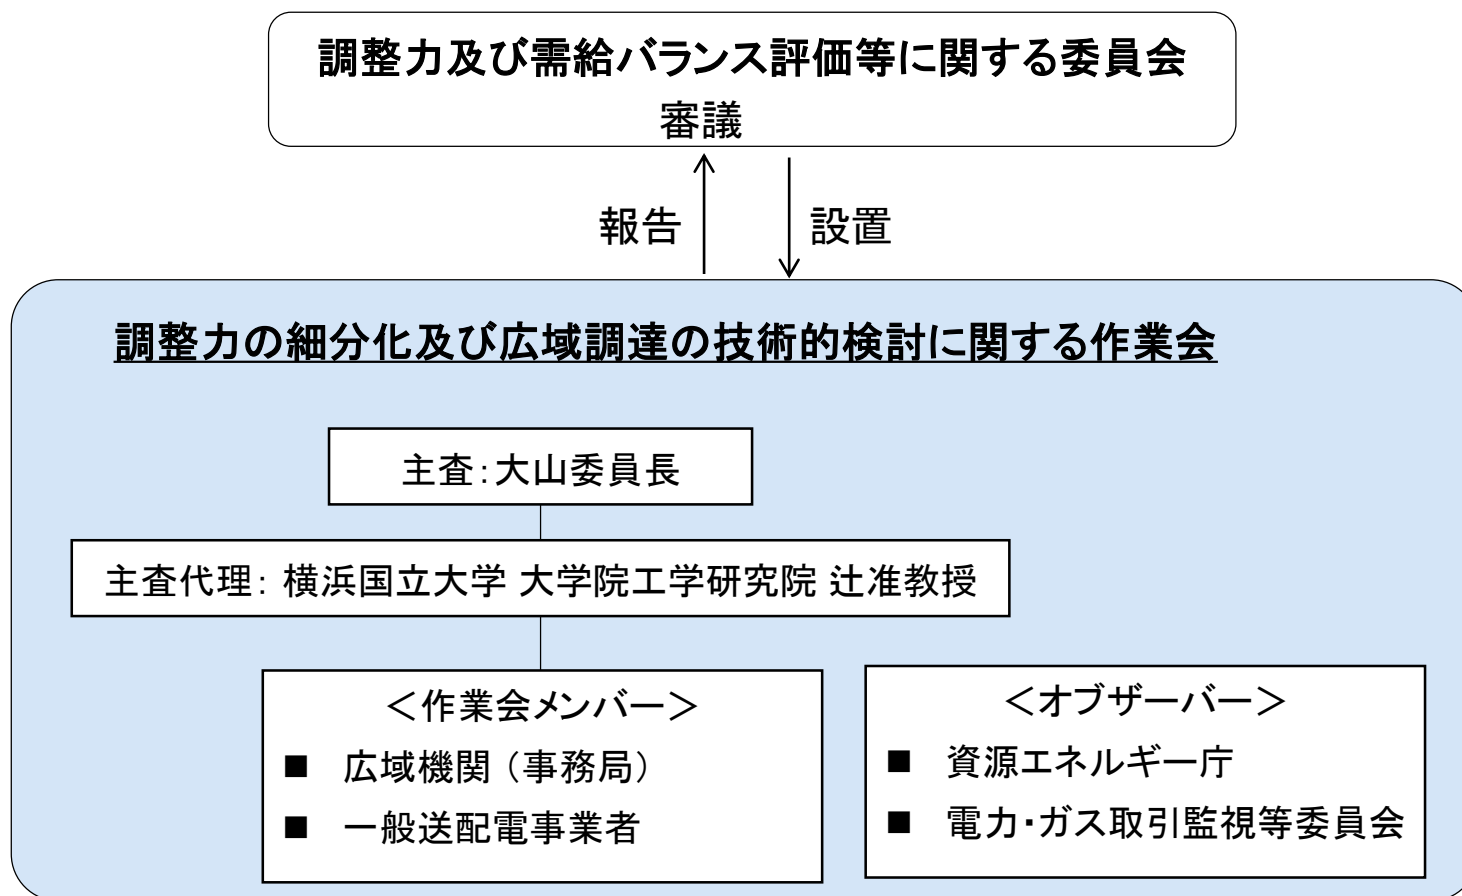 調整力及び需給バランス評価等に関する委員会
審議
報告
設置
調整力の細分化及び広域調達の技術的検討に関する作業会
主査：大山委員長
主査代理： 横浜国立大学 大学院工学研究院 辻准教授
＜作業会メンバー＞
■ 広域機関（事務局）
■ 一般送配電事業者
＜オブザーバー＞
■ 資源エネルギー庁
■ 電力・ガス取引監視等委員会